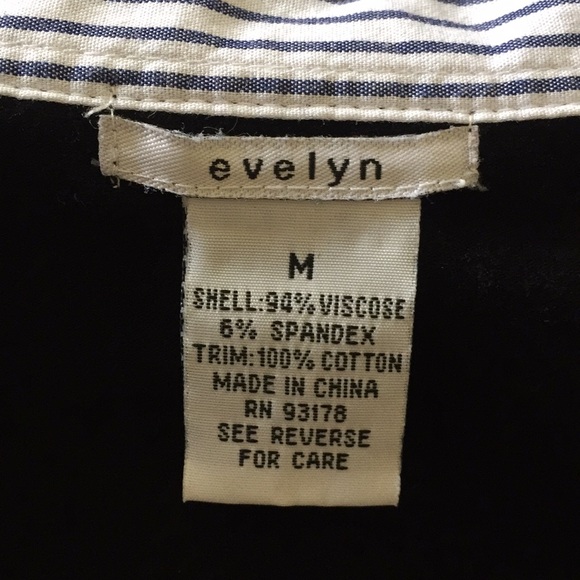 evelyn
M
SHELL:94% VISCOSE
6% SPANDEX
TRIM:100% COTTON
MADE IN CHINA
RN 93178
SEE REVERSE
FOR CARE